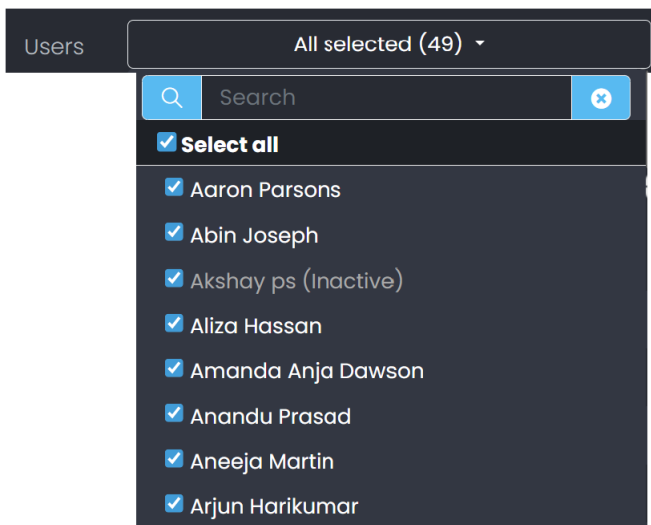 Users
All selected (49)
Search
Select all
Aaron Parsons
Abin Joseph
Akshay ps (Inactive)
Aliza Hassan
Amanda Anja Dawson
Anandu Prasad
Aneeja Martin
Arjun Harikumar